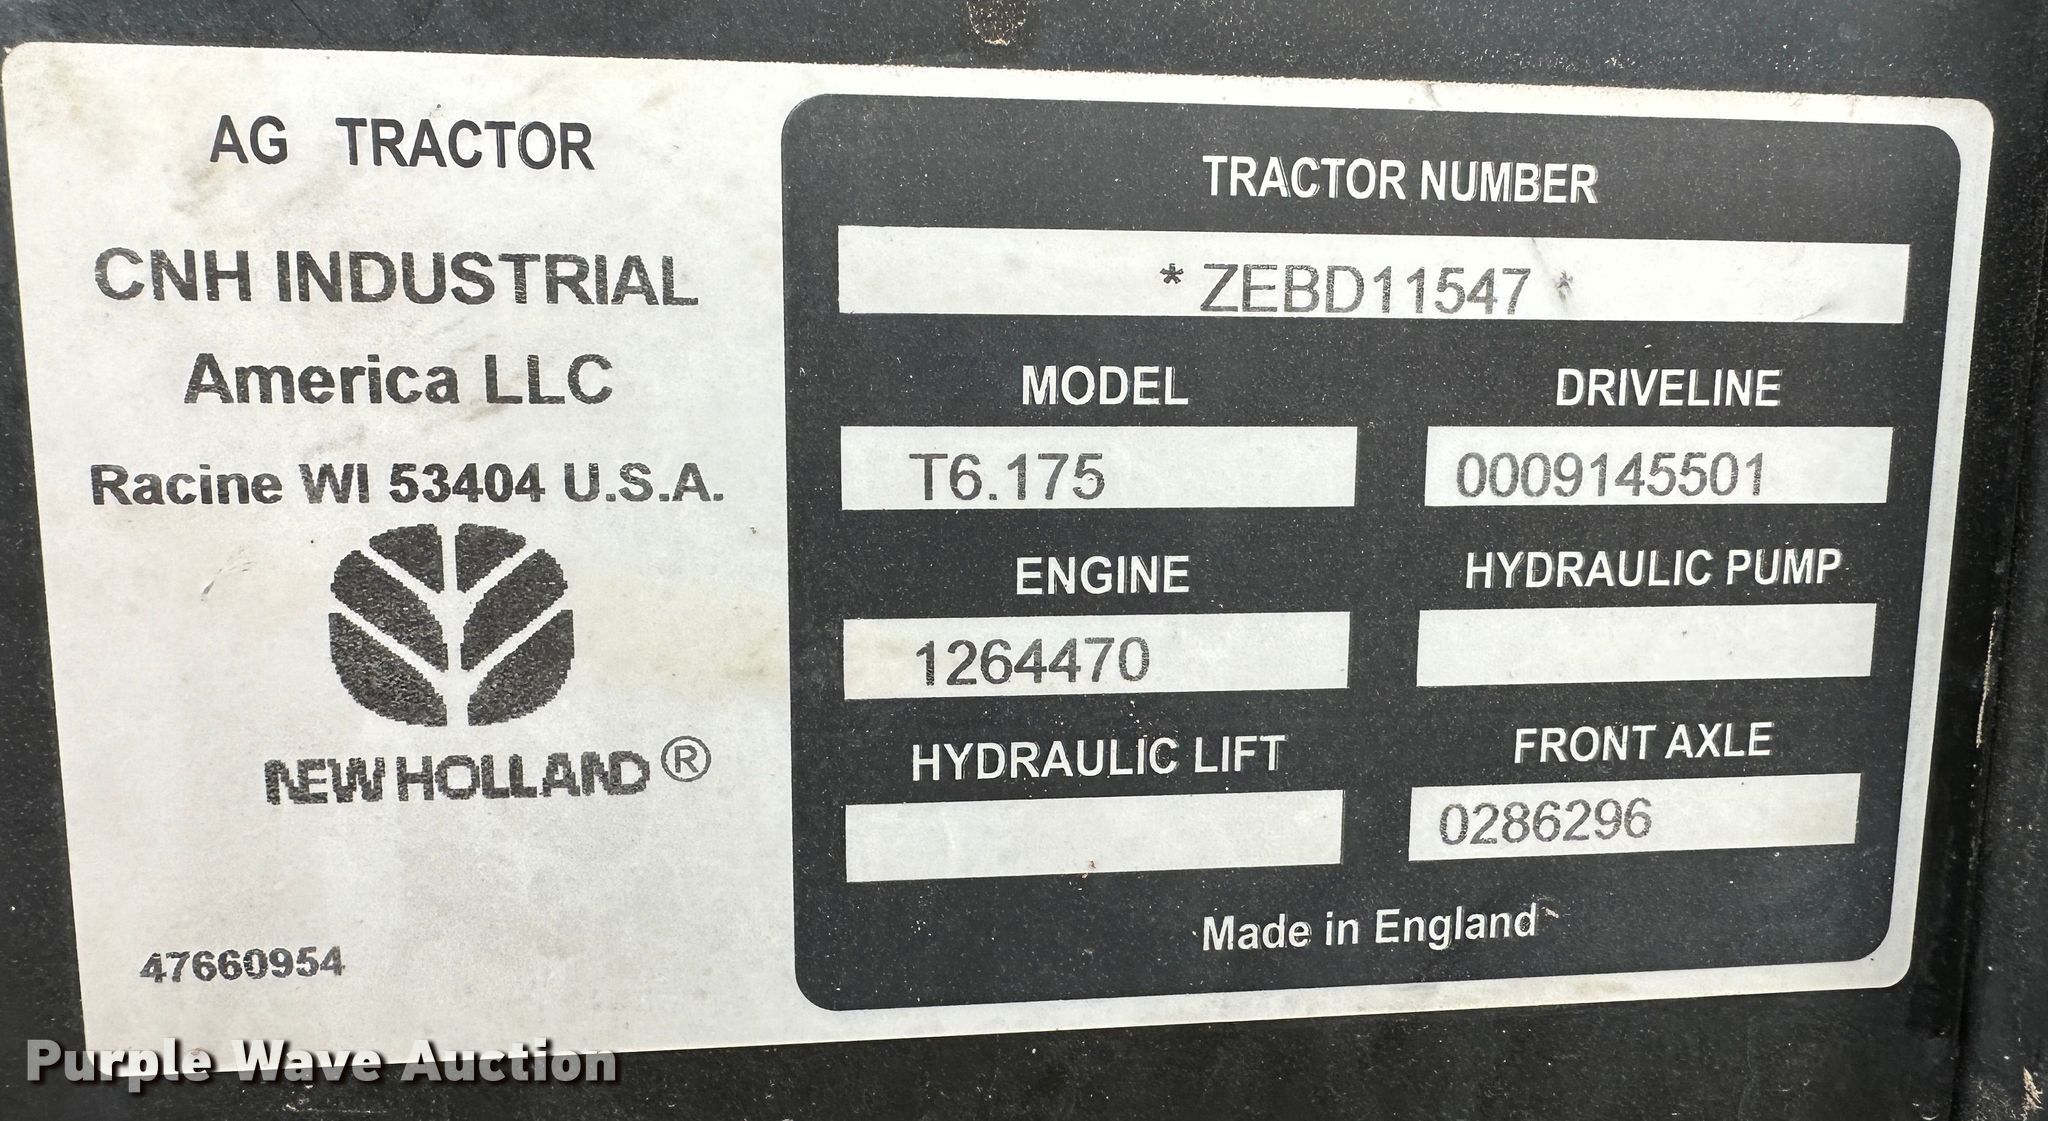 AG TRACTOR
CNH INDUSTRIAL
America LLC
Racine WI 53404 U.S.A.
NEW HOLLAND®
47660954
TRACTOR NUMBER
*ZEBD11547*
MODEL
T6.175
DRIVELINE
0009145501
ENGINE
1264470
HYDRAULIC PUMP
HYDRAULIC LIFT
FRONT AXLE
0286296
Made in England
Purple Wave Auction